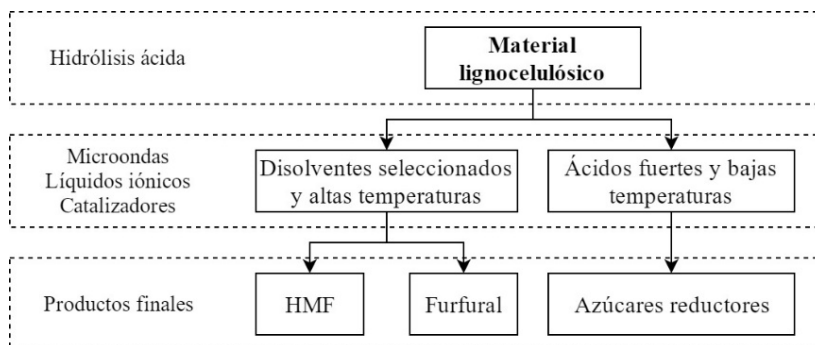 Hidrólisis ácida
Material
lignocelulósico
Microondas
Líquidos iónicos
Catalizadores
Disolventes seleccionados
y altas temperaturas
Ácidos fuertes y bajas
temperaturas
Productos finales
HMF
Furfural
Azúcares reductores